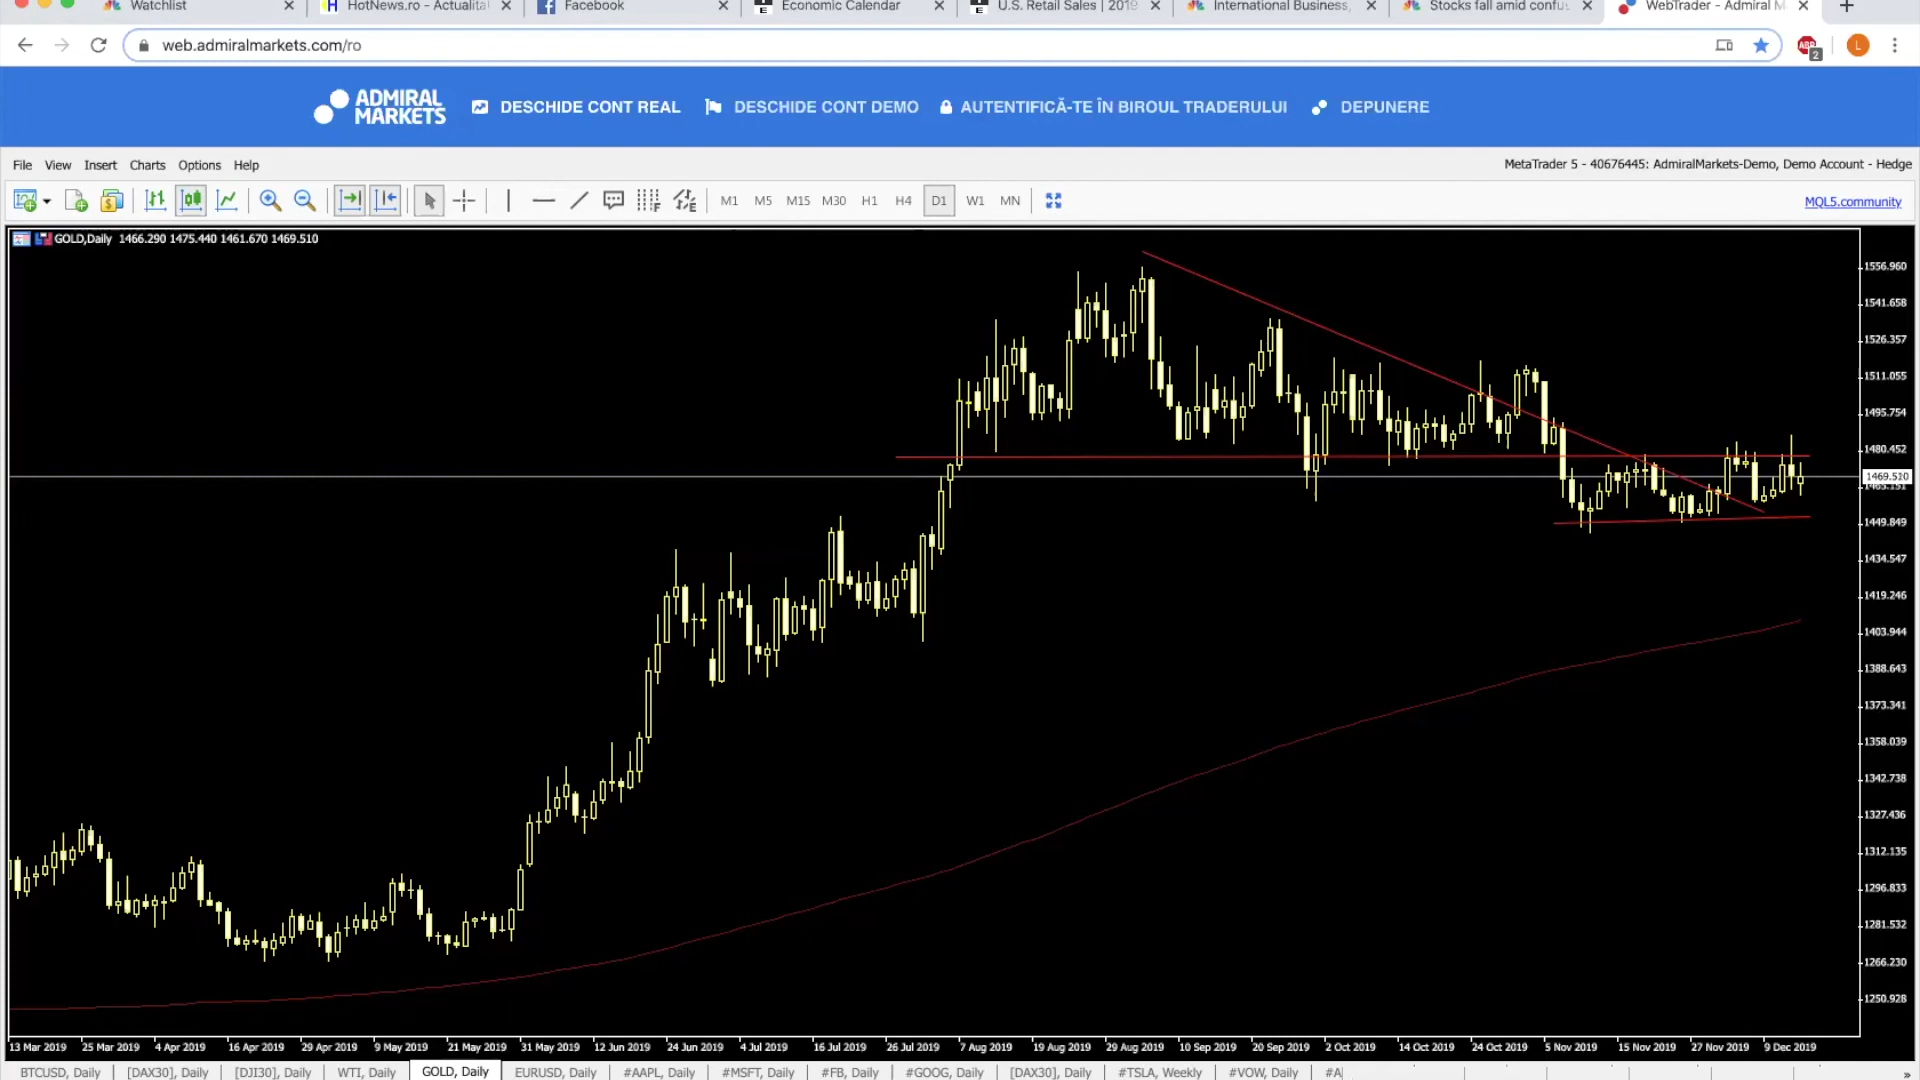 Watchlist
HotNews.ro - Actualita
Facebook
Economic Calendar
U.S. Retail Sales | 2019
International Business,
Stocks fall amid confus
WebTrader - Admiral M
web.admiralmarkets.com/ro
ABP
2
L
ADMIRAL
MARKETS
DESCHIDE CONT REAL
DESCHIDE CONT DEMO
AUTENTIFICĂ-TE ÎN BIROUL TRADERULUI
DEPUNERE
File View Insert Charts Options Help
MetaTrader 5 - 40676445: AdmiralMarkets-Demo, Demo Account - Hedge
M1 M5 M15 M30 H1 H4 D1 W1 MN
MQL5.community
GOLD,Daily 1466.290 1475.440 1461.670 1469.510
1556.960
1541.658
1526.357
1511.055
1495.754
1480.452
1469.510
1449.849
1434.547
1419.246
1403.944
1388.643
1373.341
1358.039
1342.738
1327.436
1312.135
1296.833
1281.532
1266.230
1250.928
13 Mar 2019 25 Mar 2019 4 Apr 2019 16 Apr 2019 29 Apr 2019 9 May 2019 21 May 2019 31 May 2019 12 Jun 2019 24 Jun 2019 4 Jul 2019 16 Jul 2019 26 Jul 2019 7 Aug 2019 19 Aug 2019 29 Aug 2019 10 Sep 2019 20 Sep 2019 2 Oct 2019 14 Oct 2019 24 Oct 2019 5 Nov 2019 15 Nov 2019 27 Nov 2019 9 Dec 2019
BTCUSD, Daily [DAX30], Daily [DJI30], Daily WTI, Daily GOLD, Daily EURUSD, Daily #AAPL, Daily #MSFT, Daily #FB, Daily #GOOG, Daily [DAX30], Daily #TSLA, Weekly #VOW, Daily #A